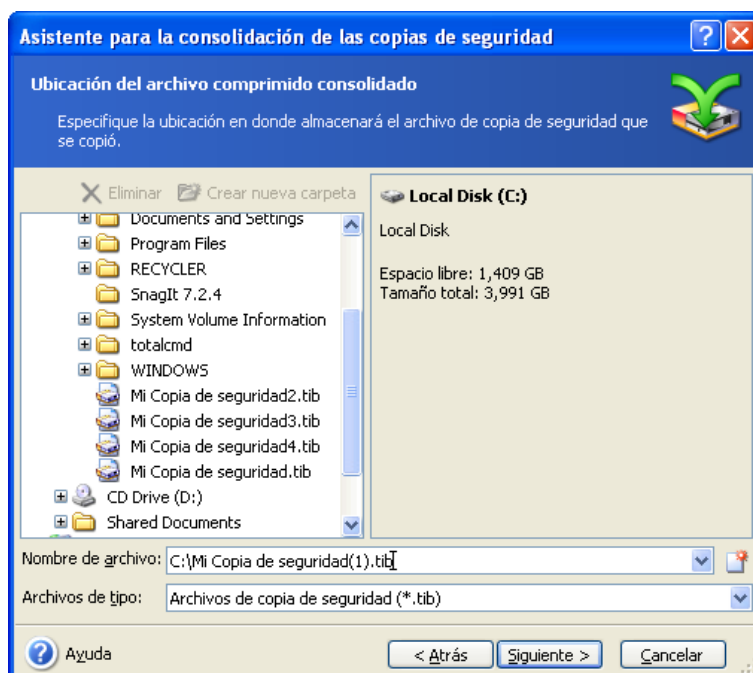 Asistente para la consolidación de las copias de seguridad
Ubicación del archivo comprimido consolidado
Especifique la ubicación en donde almacenará el archivo de copia de seguridad que
se copió.
Eliminar Crear nueva carpeta
Documents and Settings
Program Files
RECYCLER
SnagIt 7.2.4
System Volume Information
totalcmd
WINDOWS
Mi Copia de seguridad2.tib
Mi Copia de seguridad3.tib
Mi Copia de seguridad4.tib
Mi Copia de seguridad.tib
CD Drive (D:)
Shared Documents
Local Disk (C:)
Local Disk
Espacio libre: 1,409 GB
Tamaño total: 3,991 GB
Nombre de archivo: C:\Mi Copia de seguridad(1).tib
Archivos de tipo: Archivos de copia de seguridad (*.tib)
Ayuda
< Atrás Siguiente > Cancelar